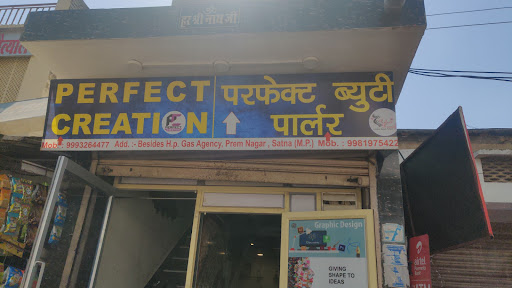 हर श्री नाथ जी
PERFECT
CREATION
परफेक्ट ब्युटी
पार्लर
Mob.: 9993264477 Add. :- Besides H.p. Gas Agency, Prem Nagar, Satna (M.P.) Mob. : 9981975422
Graphic Design
GIVING
SHAPE TO
IDEAS
airtel